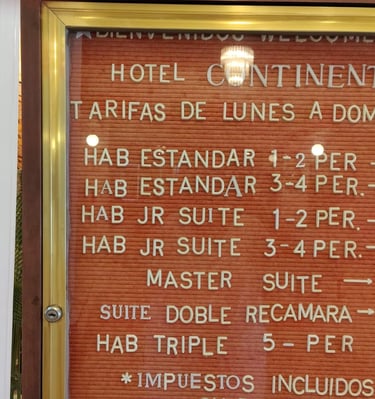 ★BIENVENIDOS WELCOME
HOTEL CONTINENT
TARIFAS DE LUNES A DOM
HAB ESTANDAR 1-2 PER -
HAB ESTANDAR 3-4 PER.-
HAB JR SUITE 1-2 PER. -
HAB JR SUITE 3-4 PER. -
MASTER SUITE →
SUITE DOBLE RECAMARA→
HAB TRIPLE 5- PER
*IMPUESTOS INCLUIDOS